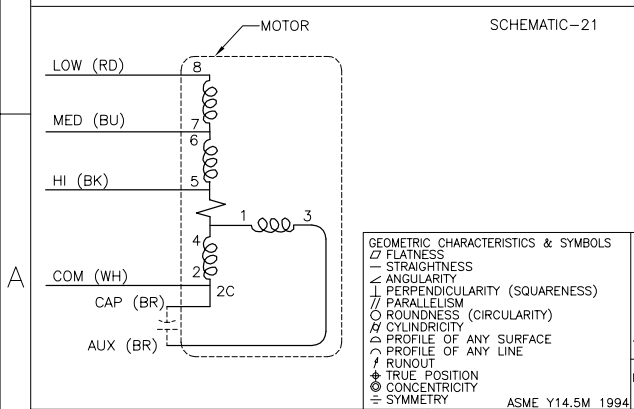 MOTOR
SCHEMATIC-21
LOW (RD)
8
MED (BU)
7
6
HI (BK)
5
1
3
4
COM (WH)
2
2C
CAP (BR)
AUX (BR)
A
GEOMETRIC CHARACTERISTICS & SYMBOLS
FLATNESS
STRAIGHTNESS
ANGULARITY
PERPENDICULARITY (SQUARENESS)
PARALLELISM
ROUNDNESS (CIRCULARITY)
CYLINDRICITY
PROFILE OF ANY SURFACE
PROFILE OF ANY LINE
RUNOUT
TRUE POSITION
CONCENTRICITY
SYMMETRY
ASME Y14.5M 1994